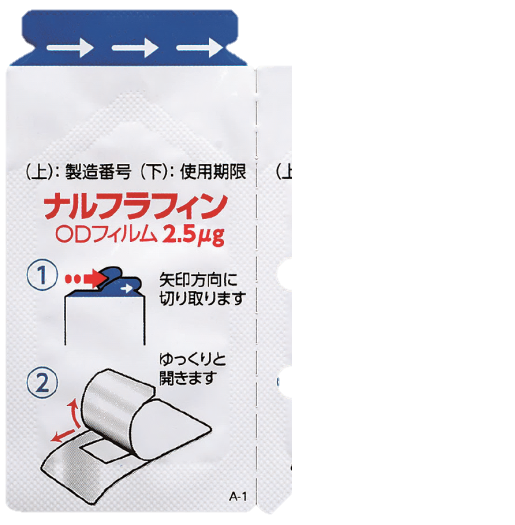 (上): 製造番号 (下): 使用期限
(上
ナルフラフィン
ODフィルム 2.5μg
1 矢印方向に
切り取ります
2 ゆっくりと
開きます
A-1